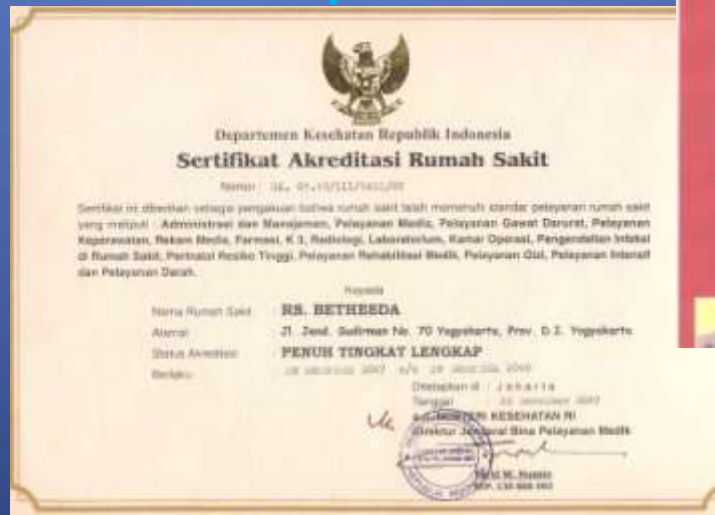 Departemen Kesehatan Republik Indonesia
Sertifikat Akreditasi Rumah Sakit
Nomor :
Sertifikat ini diberikan sebagai pengakuan bahwa rumah sakit telah memenuhi standar pelayanan rumah sakit
yang meliputi : Administrasi dan Manajemen, Pelayanan Medis, Pelayanan Gawat Darurat, Pelayanan
Keperawatan, Rekam Medis, Farmasi, K 3, Radiologi, Laboratorium, Kamar Operasi, Pengendalian Infeksi
di Rumah Sakit, Perinatal Resiko Tinggi, Pelayanan Rehabilitasi Medik, Pelayanan Gizi, Pelayanan Intensif
dan Pelayanan Darah.
Kepada
Nama Rumah Sakit : RS. BETHESDA
Alamat : Jl. Jend. Sudirman No. 70 Yogyakarta, Prov. D.I. Yogyakarta
Status Akreditasi : PENUH TINGKAT LENGKAP
Berlaku : 2007 s/d
Ditetapkan di : Jakarta
Tanggal : 2007
MENTERI KESEHATAN RI
Direktur Jenderal Bina Pelayanan Medik